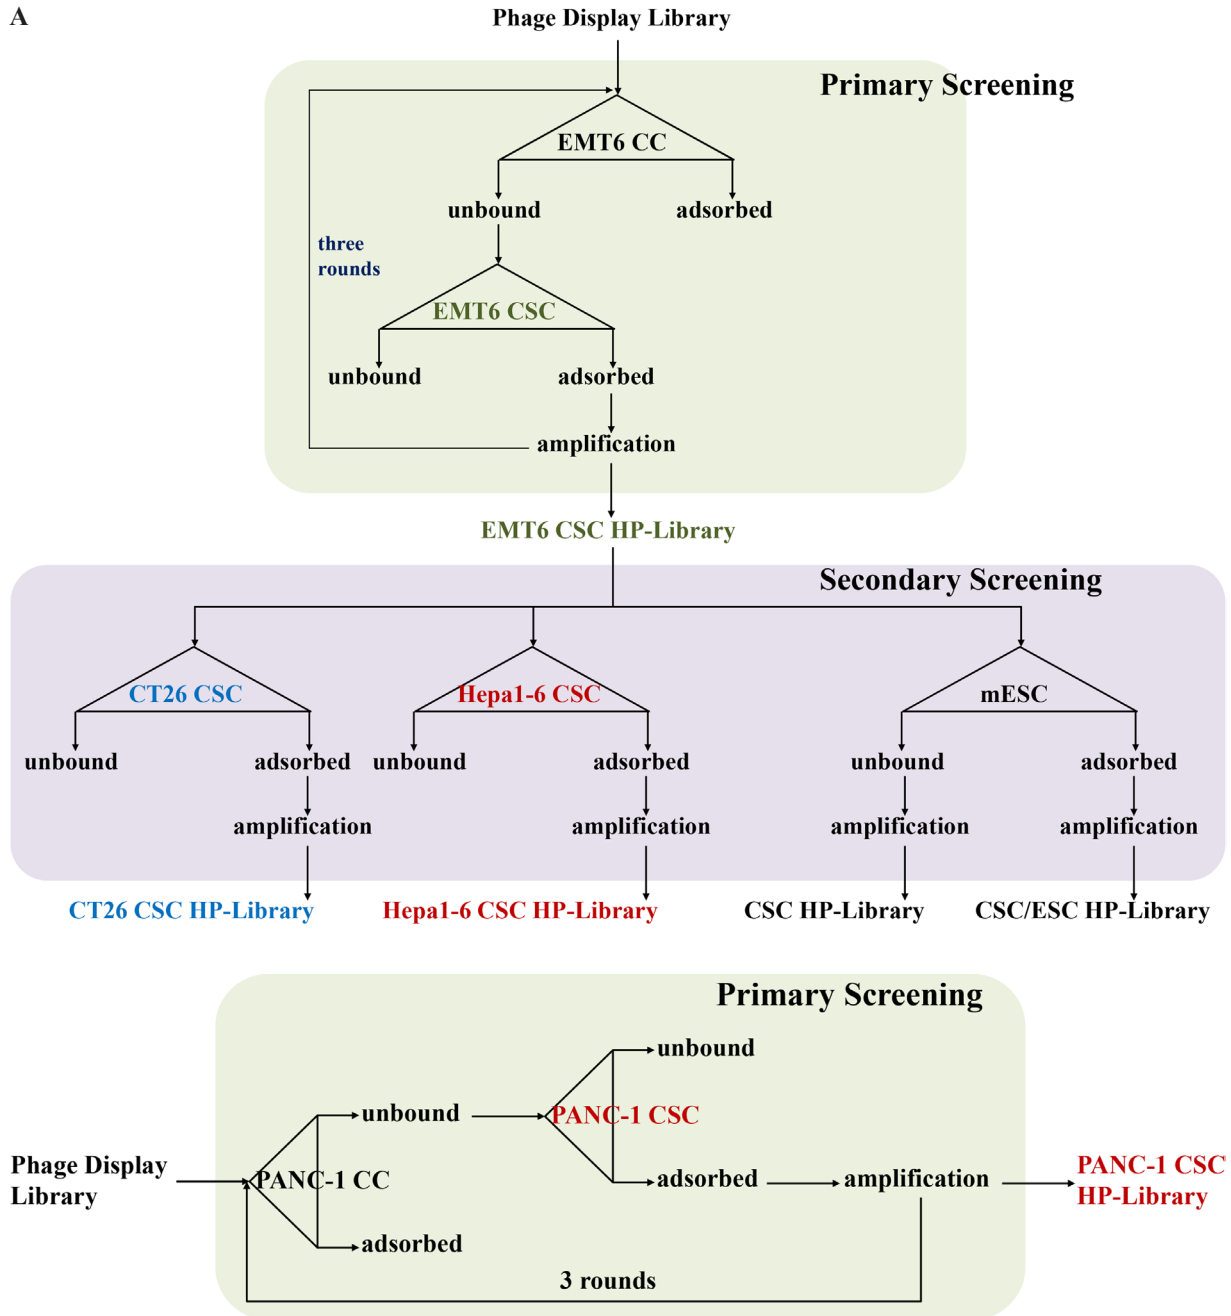 A
Phage Display Library
Primary Screening
EMT6 CC
unbound
adsorbed
three
rounds
EMT6 CSC
unbound
adsorbed
amplification
EMT6 CSC HP-Library
Secondary Screening
CT26 CSC
Hepa1-6 CSC
mESC
unbound
adsorbed
unbound
adsorbed
unbound
adsorbed
amplification
amplification
amplification
amplification
CT26 CSC HP-Library
Hepa1-6 CSC HP-Library
CSC HP-Library
CSC/ESC HP-Library
Primary Screening
unbound
unbound
PANC-1 CSC
Phage Display
Library
PANC-1 CC
adsorbed
amplification
PANC-1 CSC
HP-Library
adsorbed
3 rounds